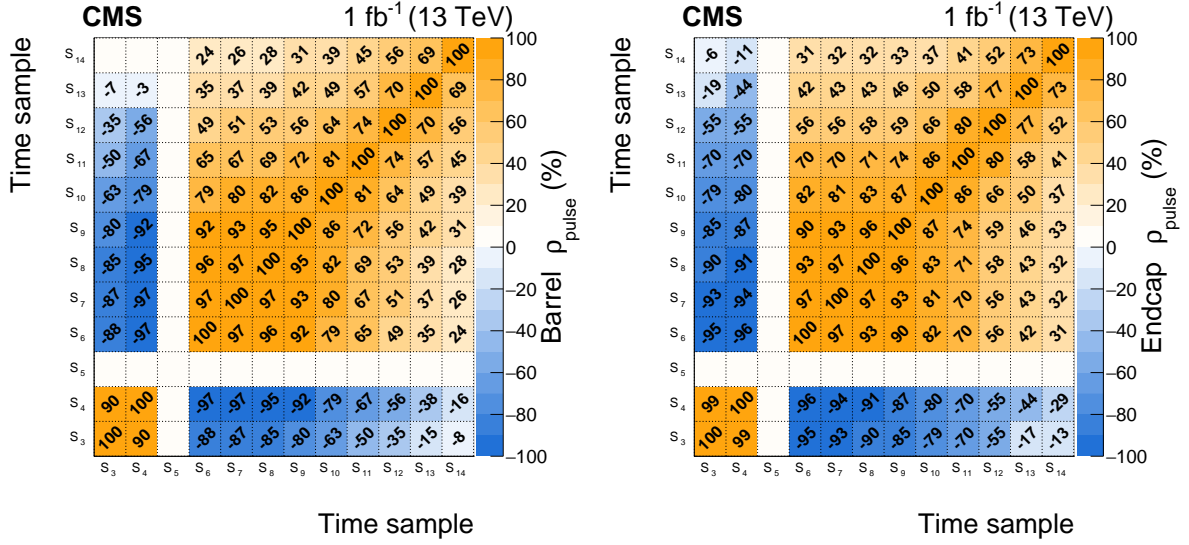 CMS 1 fb⁻¹ (13 TeV)
Time sample
S₁₄ 24 26 28 31 39 45 56 69 100
S₁₃ -7 -3 35 37 39 42 49 57 70 100 69
S₁₂ -35 -56 49 51 53 56 64 74 100 70 56
S₁₁ -50 -67 65 67 69 72 81 100 74 57 45
S₁₀ -63 -79 79 80 82 86 100 81 64 49 39
S₉ -80 -92 92 93 95 100 86 72 56 42 31
S₈ -85 -95 96 97 100 95 82 69 53 39 28
S₇ -87 -97 97 100 97 93 80 67 51 37 26
S₆ -88 -97 100 97 96 92 79 65 49 35 24
S₅
S₄ 90 100 -97 -97 -95 -92 -79 -67 -56 -38 -16
S₃ 100 90 -88 -87 -85 -80 -63 -50 -35 -15 -8
S₃ S₄ S₅ S₆ S₇ S₈ S₉ S₁₀ S₁₁ S₁₂ S₁₃ S₁₄
Time sample
100
80
60
40
20
0
−20
−40
−60
−80
−100
Barrel ρpulse (%)
CMS 1 fb⁻¹ (13 TeV)
Time sample
S₁₄ -6 -11 31 32 32 33 37 41 52 73 100
S₁₃ -19 -44 42 43 43 46 50 58 77 100 73
S₁₂ -55 -55 56 56 58 59 66 80 100 77 52
S₁₁ -70 -70 70 70 71 74 86 100 80 58 41
S₁₀ -79 -80 82 81 83 87 100 86 66 50 37
S₉ -85 -87 90 93 96 100 87 74 59 46 33
S₈ -90 -91 93 97 100 96 83 71 58 43 32
S₇ -93 -94 97 100 97 93 81 70 56 43 32
S₆ -95 -96 100 97 93 90 82 70 56 42 31
S₅
S₄ 99 100 -96 -94 -91 -87 -80 -70 -55 -44 -29
S₃ 100 99 -95 -93 -90 -85 -79 -70 -55 -17 -13
S₃ S₄ S₅ S₆ S₇ S₈ S₉ S₁₀ S₁₁ S₁₂ S₁₃ S₁₄
Time sample
100
80
60
40
20
0
−20
−40
−60
−80
−100
Endcap ρpulse (%)